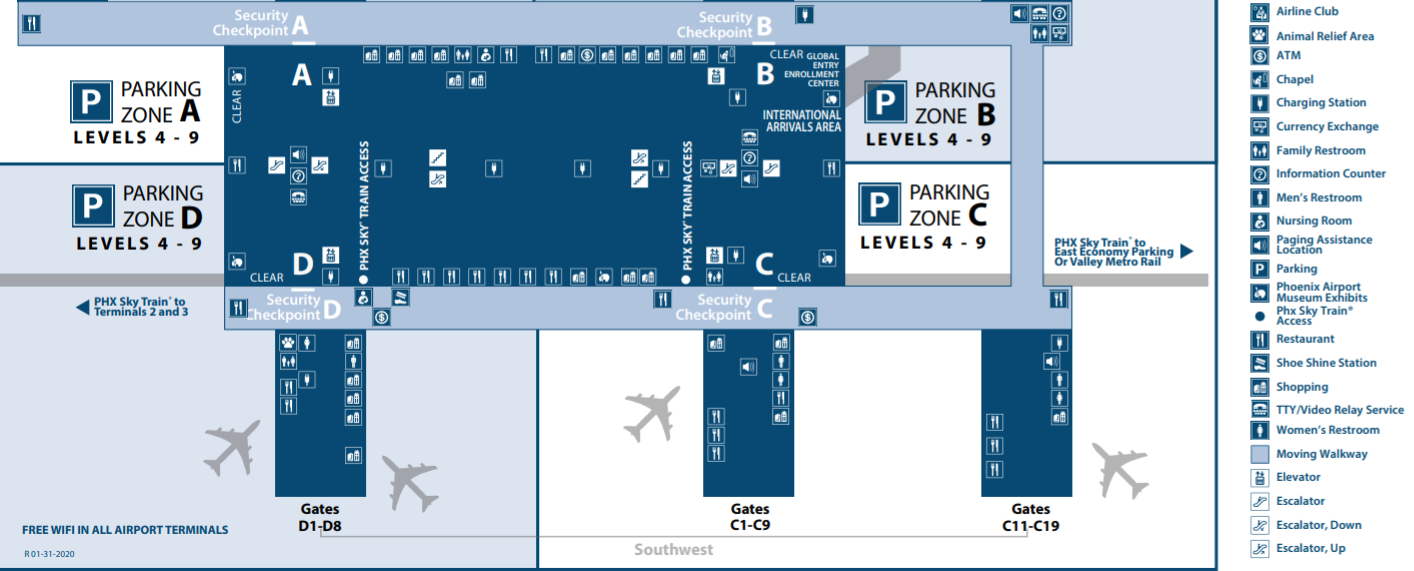 Security
Checkpoint A
Security
Checkpoint B
A
CLEAR
CLEAR GLOBAL
ENTRY
ENROLLMENT
CENTER
B
INTERNATIONAL
ARRIVALS AREA
P PARKING
ZONE A
LEVELS 4 - 9
P PARKING
ZONE B
LEVELS 4 - 9
PHX SKY TRAIN ACCESS
PHX SKY TRAIN ACCESS
P PARKING
ZONE D
LEVELS 4 - 9
P PARKING
ZONE C
LEVELS 4 - 9
D
CLEAR
C
CLEAR
PHX Sky Train® to
East Economy Parking
Or Valley Metro Rail
PHX Sky Train® to
Terminals 2 and 3
Security
Checkpoint D
Security
Checkpoint C
Gates
D1-D8
Gates
C1-C9
Gates
C11-C19
Southwest
FREE WIFI IN ALL AIRPORT TERMINALS
R 01-31-2020
Airline Club
Animal Relief Area
ATM
Chapel
Charging Station
Currency Exchange
Family Restroom
Information Counter
Men's Restroom
Nursing Room
Paging Assistance
Location
P Parking
Phoenix Airport
Museum Exhibits
Phx Sky Train®
Access
Restaurant
Shoe Shine Station
Shopping
TTY/Video Relay Service
Women's Restroom
Moving Walkway
Elevator
Escalator
Escalator, Down
Escalator, Up